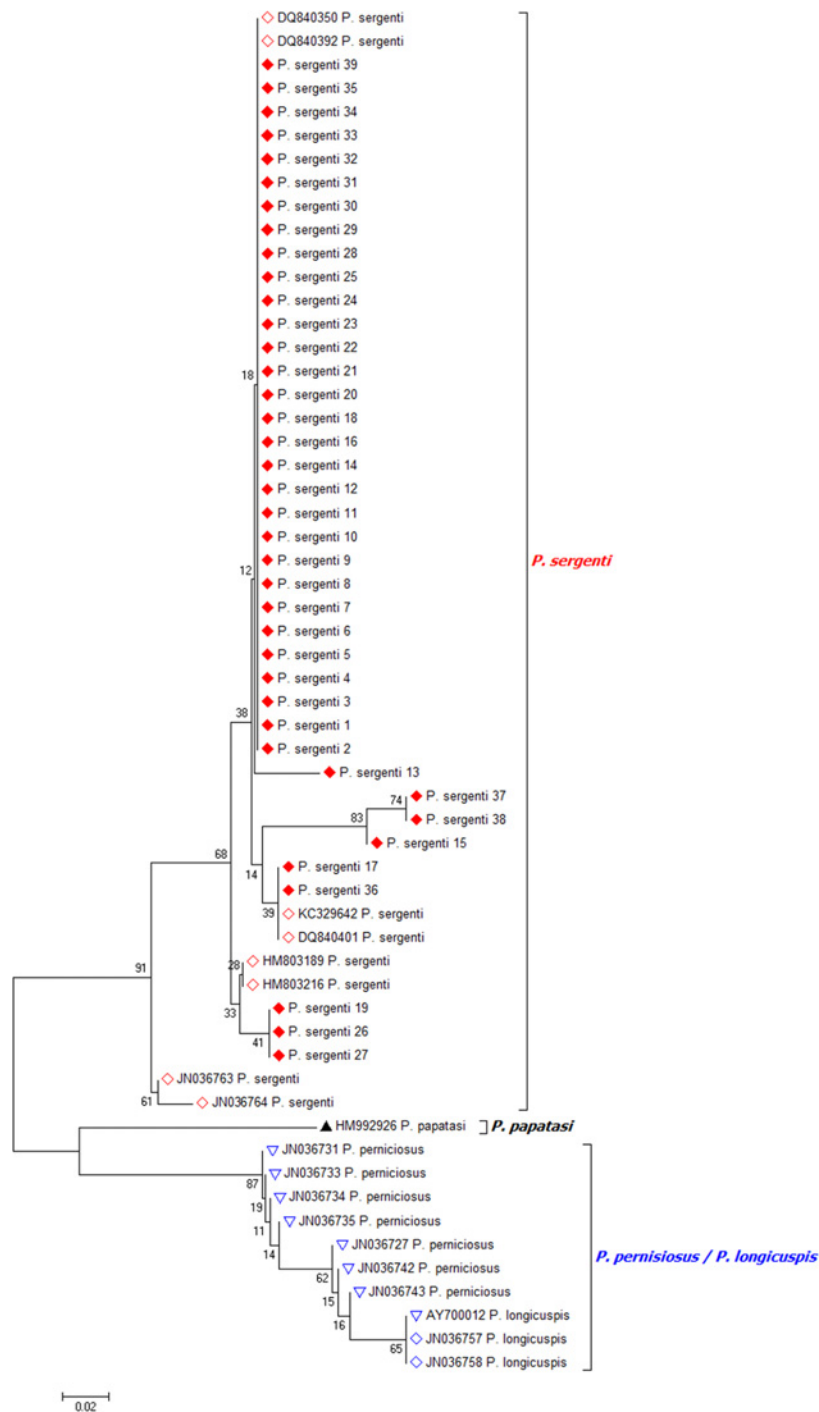 DQ840350 P. sergenti
DQ840392 P. sergenti
P. sergenti 39
P. sergenti 35
P. sergenti 34
P. sergenti 33
P. sergenti 32
P. sergenti 31
P. sergenti 30
P. sergenti 29
P. sergenti 28
P. sergenti 25
P. sergenti 24
P. sergenti 23
P. sergenti 22
P. sergenti 21
18
P. sergenti 20
P. sergenti 18
P. sergenti 16
P. sergenti 14
P. sergenti 12
P. sergenti 11
P. sergenti 10
P. sergenti 9
P. sergenti
12
P. sergenti 8
P. sergenti 7
P. sergenti 6
P. sergenti 5
P. sergenti 4
P. sergenti 3
38
P. sergenti 1
P. sergenti 2
P. sergenti 13
74
P. sergenti 37
83
P. sergenti 38
P. sergenti 15
68
14
P. sergenti 17
P. sergenti 36
39
KC329642 P. sergenti
DQ840401 P. sergenti
91
28
HM803189 P. sergenti
HM803216 P. sergenti
33
P. sergenti 19
41
P. sergenti 26
P. sergenti 27
JN036763 P. sergenti
61
JN036764 P. sergenti
HM992926 P. papatasi
P. papatasi
JN036731 P. perniciosus
87
JN036733 P. perniciosus
19
JN036734 P. perniciosus
11
JN036735 P. perniciosus
14
JN036727 P. perniciosus
P. pernisiosus / P. longicuspis
62
JN036742 P. perniciosus
15
JN036743 P. perniciosus
16
AY700012 P. longicuspis
65
JN036757 P. longicuspis
JN036758 P. longicuspis
0.02